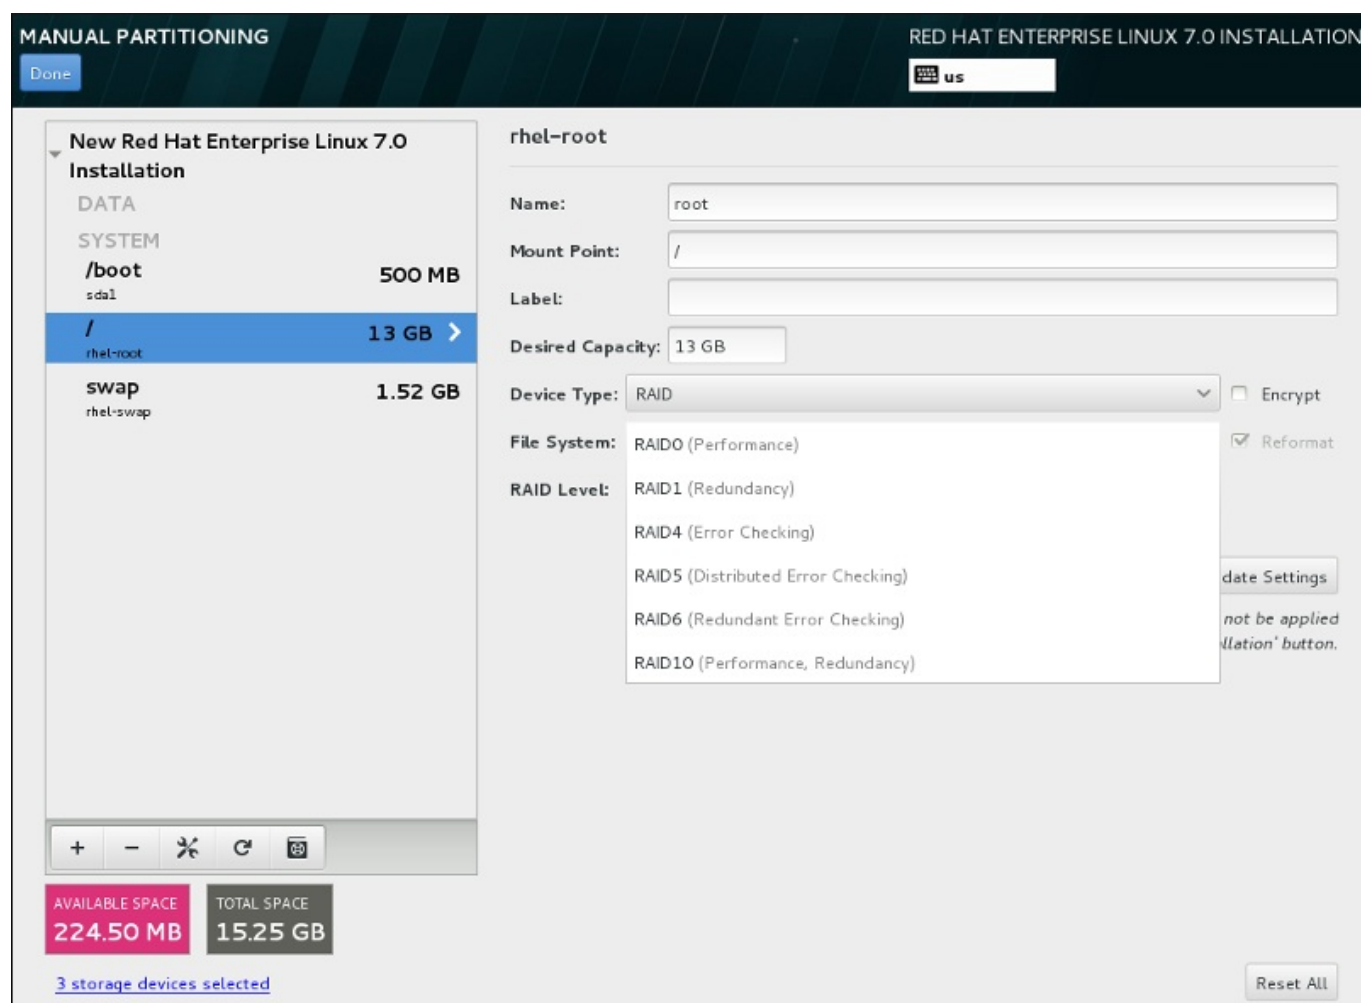 MANUAL PARTITIONING
RED HAT ENTERPRISE LINUX 7.0 INSTALLATION
Done
us
New Red Hat Enterprise Linux 7.0
Installation
DATA
SYSTEM
/boot
500 MB
sda1
/
13 GB
rhel-root
swap
1.52 GB
rhel-swap
rhel-root
Name:
root
Mount Point:
/
Label:
Desired Capacity:
13 GB
Device Type:
RAID
Encrypt
File System:
Reformat
RAID Level:
RAID0 (Performance)
RAID1 (Redundancy)
RAID4 (Error Checking)
RAID5 (Distributed Error Checking)
RAID6 (Redundant Error Checking)
RAID10 (Performance, Redundancy)
date Settings
not be applied
llation' button.
+
-
AVAILABLE SPACE
224.50 MB
TOTAL SPACE
15.25 GB
3 storage devices selected
Reset All